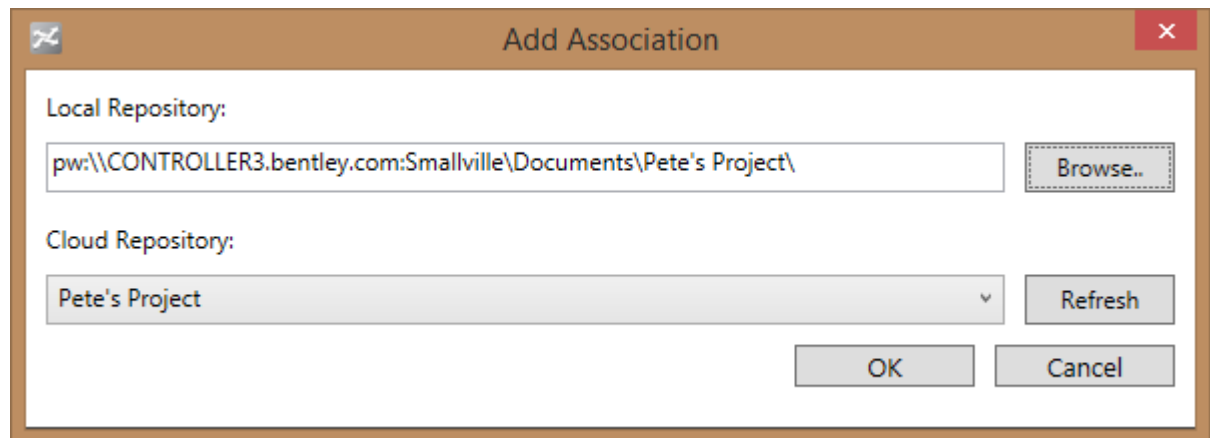 Add Association
Local Repository:
pw:\\CONTROLLER3.bentley.com:Smallville\Documents\Pete's Project\
Browse..
Cloud Repository:
Pete's Project
Refresh
OK
Cancel